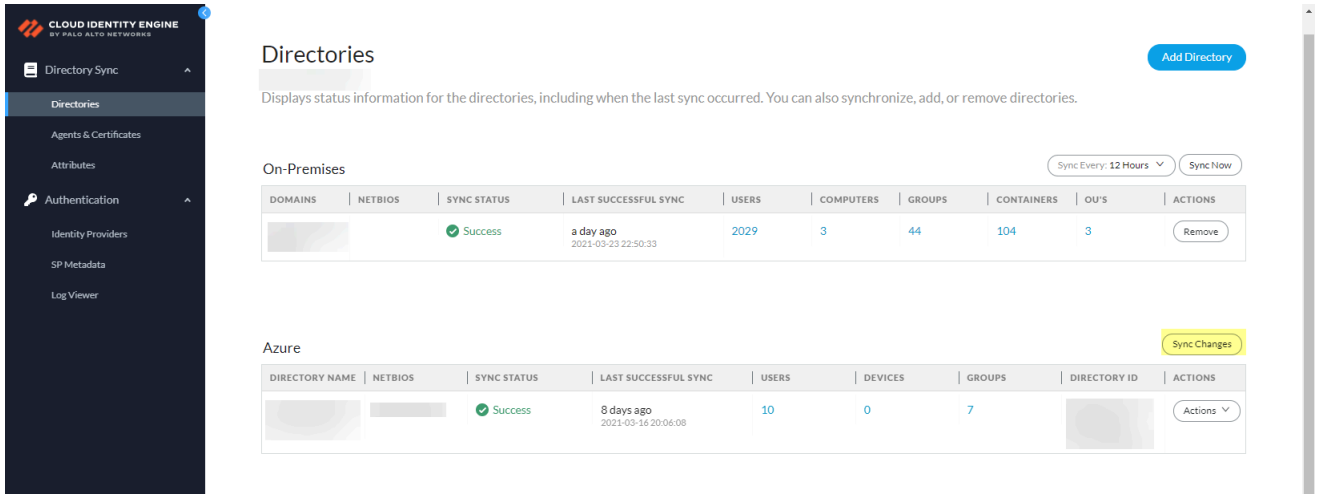 CLOUD IDENTITY ENGINE
BY PALO ALTO NETWORKS
Directory Sync
Directories
Agents & Certificates
Attributes
Authentication
Identity Providers
SP Metadata
Log Viewer
Directories
Add Directory
Displays status information for the directories, including when the last sync occurred. You can also synchronize, add, or remove directories.
On-Premises
Sync Every: 12 Hours
Sync Now
DOMAINS NETBIOS SYNC STATUS LAST SUCCESSFUL SYNC USERS COMPUTERS GROUPS CONTAINERS OU'S ACTIONS
Success a day ago 2029 3 44 104 3 Remove
2021-03-23 22:50:33
Azure
Sync Changes
DIRECTORY NAME NETBIOS SYNC STATUS LAST SUCCESSFUL SYNC USERS DEVICES GROUPS DIRECTORY ID ACTIONS
Success 8 days ago 10 0 7 Actions
2021-03-16 20:06:08